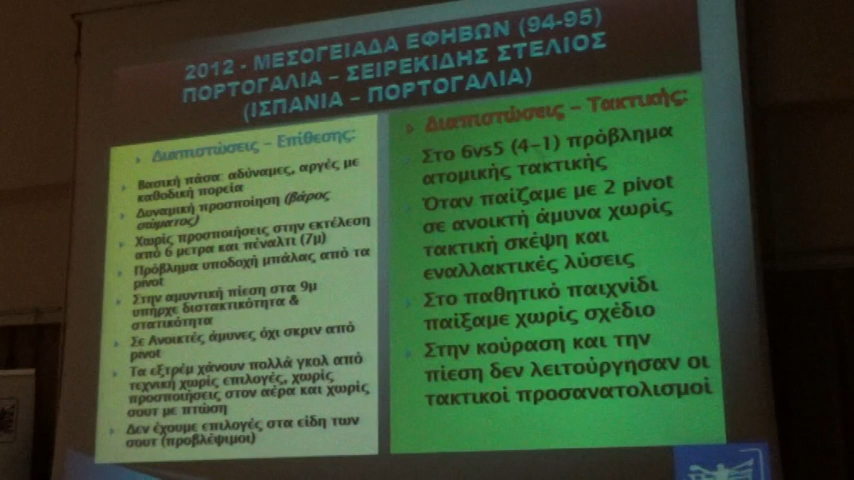 2012 - ΜΕΣΟΓΕΙΑΔΑ ΕΦΗΒΩΝ (94-95)
ΠΟΡΤΟΓΑΛΙΑ – ΣΕΙΡΕΚΙΔΗΣ ΣΤΕΛΙΟΣ
(ΙΣΠΑΝΙΑ – ΠΟΡΤΟΓΑΛΙΑ)
Διαπιστώσεις – Επίθεσης:
Βασική πάσα: αδύναμες, αργές με
καθοδική πορεία
Δυναμική προσποίηση (βάρος
σώματος)
Χωρίς προσποιήσεις στην εκτέλεση
από 6 μετρα και πέναλτι (7μ)
Πρόβλημα υποδοχή μπάλας από τα
pivot
Στην αμυντική πίεση στα 9μ
υπήρχε διστακτικότητα &
στατικότητα
Σε Ανοικτές άμυνες όχι σκριν από
pivot
Τα εξτρέμ χάνουν πολλά γκολ από
τεχνική χωρίς επιλογές, χωρίς
προσποιήσεις στον αέρα και χωρίς
σουτ με πτώση
Δεν έχουμε επιλογές στα είδη των
σουτ (προβλέψιμοι)
Διαπιστώσεις – Τακτικής:
Στο 6vs5 (4–1) πρόβλημα
ατομικής τακτικής
Όταν παίζαμε με 2 pivot
σε ανοικτή άμυνα χωρίς
τακτική σκέψη και
εναλλακτικές λύσεις
Στο παθητικό παιχνίδι
παίξαμε χωρίς σχέδιο
Στην κούραση και την
πίεση δεν λειτούργησαν οι
τακτικοί προσανατολισμοί